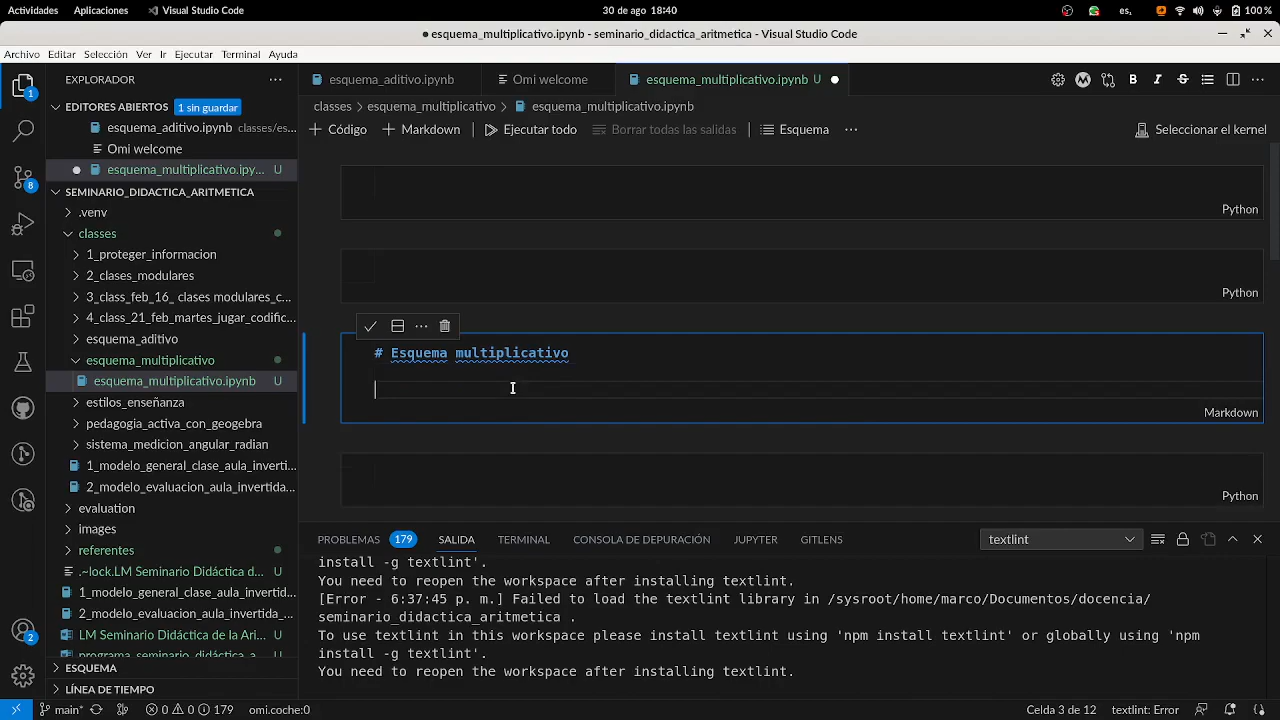 Actividades Aplicaciones Visual Studio Code 30 de ago 18:40 es, 100 %
esquema_multiplicativo.ipynb - seminario_didactica_aritmetica - Visual Studio Code
Archivo Editar Selección Ver Ir Ejecutar Terminal Ayuda
EXPLORADOR
esquema_aditivo.ipynb
Omi welcome
esquema_multiplicativo.ipynb U
EDITORES ABIERTOS 1 sin guardar
esquema_aditivo.ipynb classes/es...
Omi welcome
esquema_multiplicativo.ipy... U
SEMINARIO_DIDACTICA_ARITMETICA
.venv
classes
1_proteger_informacion
2_clases_modulares
3_class_feb_16_ clases modulares_c...
4_class_21_feb_martes_jugar_codific...
esquema_aditivo
esquema_multiplicativo
esquema_multiplicativo.ipynb U
estilos_enseñanza
pedagogia_activa_con_geogebra
sistema_medicion_angular_radian
1_modelo_general_clase_aula_inverti...
2_modelo_evaluacion_aula_invertida...
evaluation
images
referentes
.~lock.LM Seminario Didáctica d... U
1_modelo_general_clase_aula_invertid...
2_modelo_evaluacion_aula_invertida_...
LM Seminario Didáctica de la Ari... U
programa_seminario_didactica_a... U
ESQUEMA
LÍNEA DE TIEMPO
1
8
2
classes > esquema_multiplicativo > esquema_multiplicativo.ipynb
Código Markdown Ejecutar todo Borrar todas las salidas Esquema ... Seleccionar el kernel
Python
Python
# Esquema multiplicativo
Markdown
Python
PROBLEMAS 179 SALIDA TERMINAL CONSOLA DE DEPURACIÓN JUPYTER GITLENS textlint
install -g textlint'.
You need to reopen the workspace after installing textlint.
[Error - 6:37:45 p. m.] Failed to load the textlint library in /sysroot/home/marco/Documentos/docencia/
seminario_didactica_aritmetica .
To use textlint in this workspace please install textlint using 'npm install textlint' or globally using 'npm
install -g textlint'.
You need to reopen the workspace after installing textlint.
main* 0 0 179 omi.coche:0 Celda 3 de 12 textlint: Error